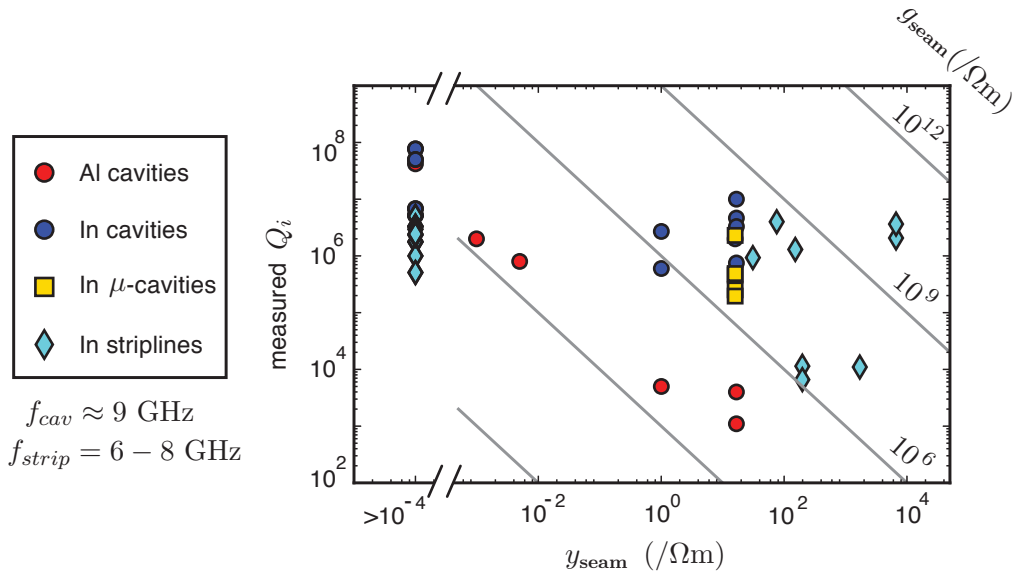 g_seam(/Ωm)
10^12
10^9
10^6
Al cavities
In cavities
In μ-cavities
In striplines
f_cav ≈ 9 GHz
f_strip = 6 − 8 GHz
measured Q_i
10^8
10^6
10^4
10^2
>10^-4
10^-2
10^0
10^2
10^4
y_seam (/Ωm)